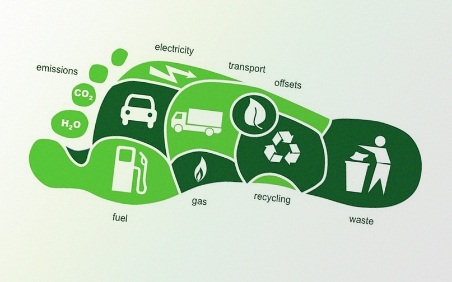 electricity
transport
offsets
emissions
CO₂
H₂O
fuel
gas
recycling
waste